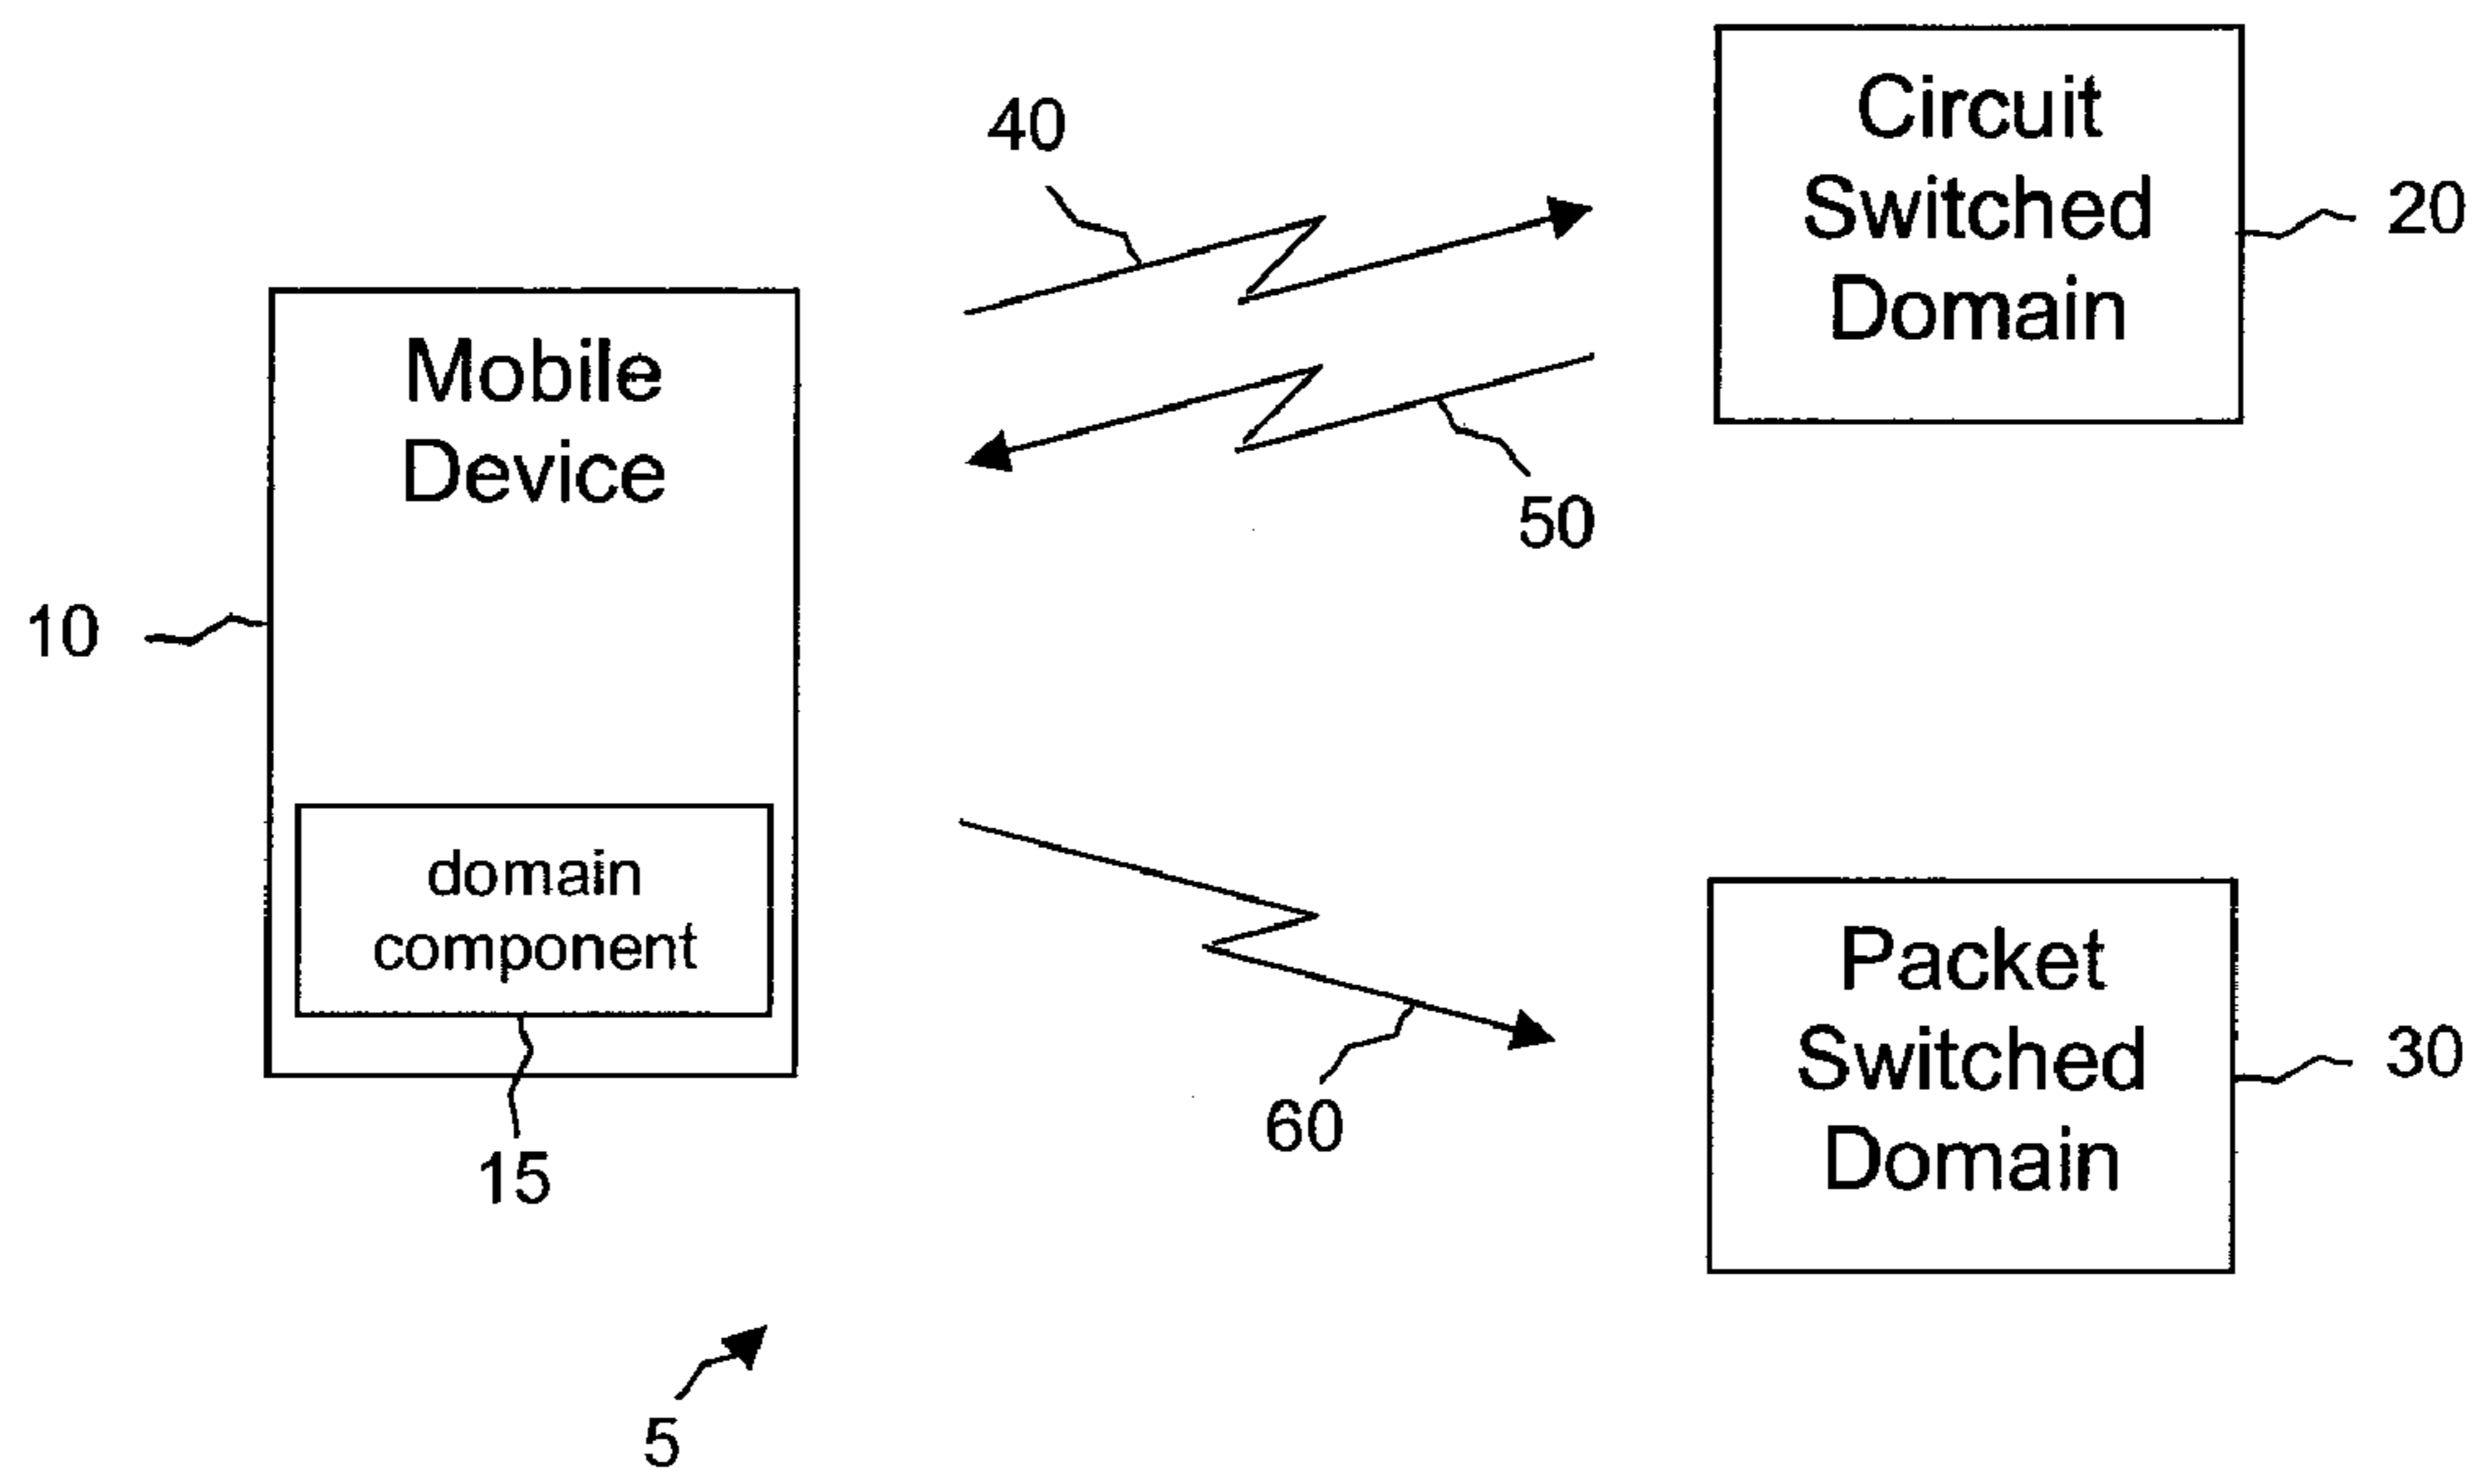 Circuit
Switched
Domain
20
40
Mobile
Device
50
10
domain
component
15
Packet
Switched
Domain
30
60
5